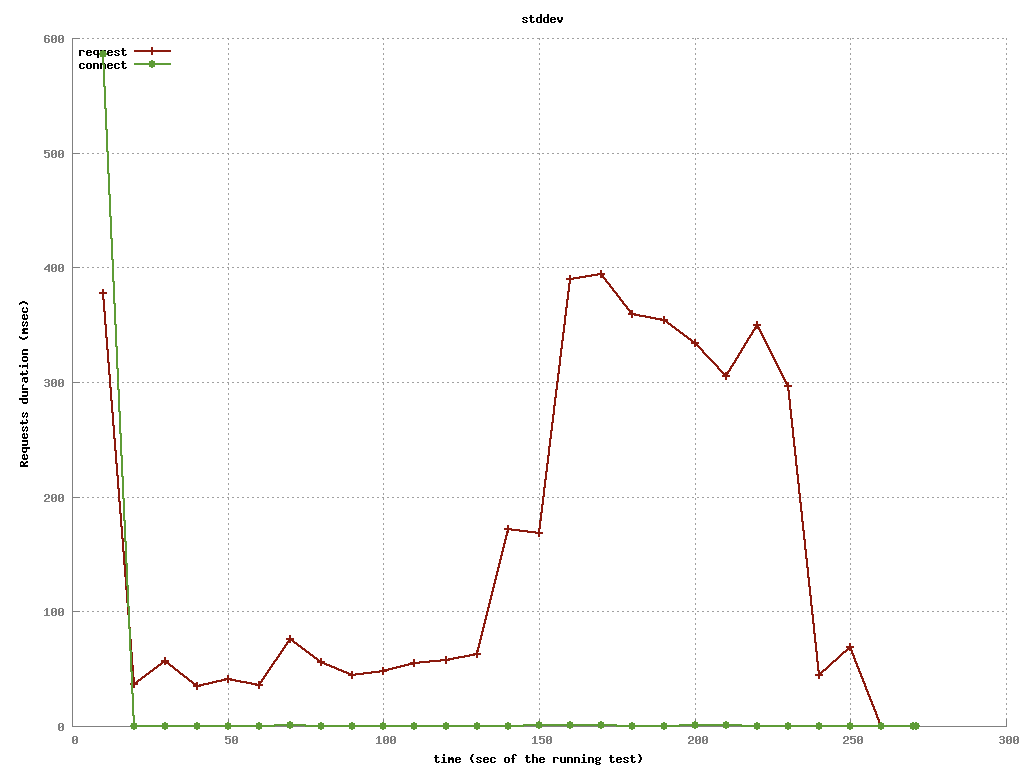 stddev
600
request
connect
500
400
300
200
100
0
Requests duration (msec)
0 50 100 150 200 250 300
time (sec of the running test)